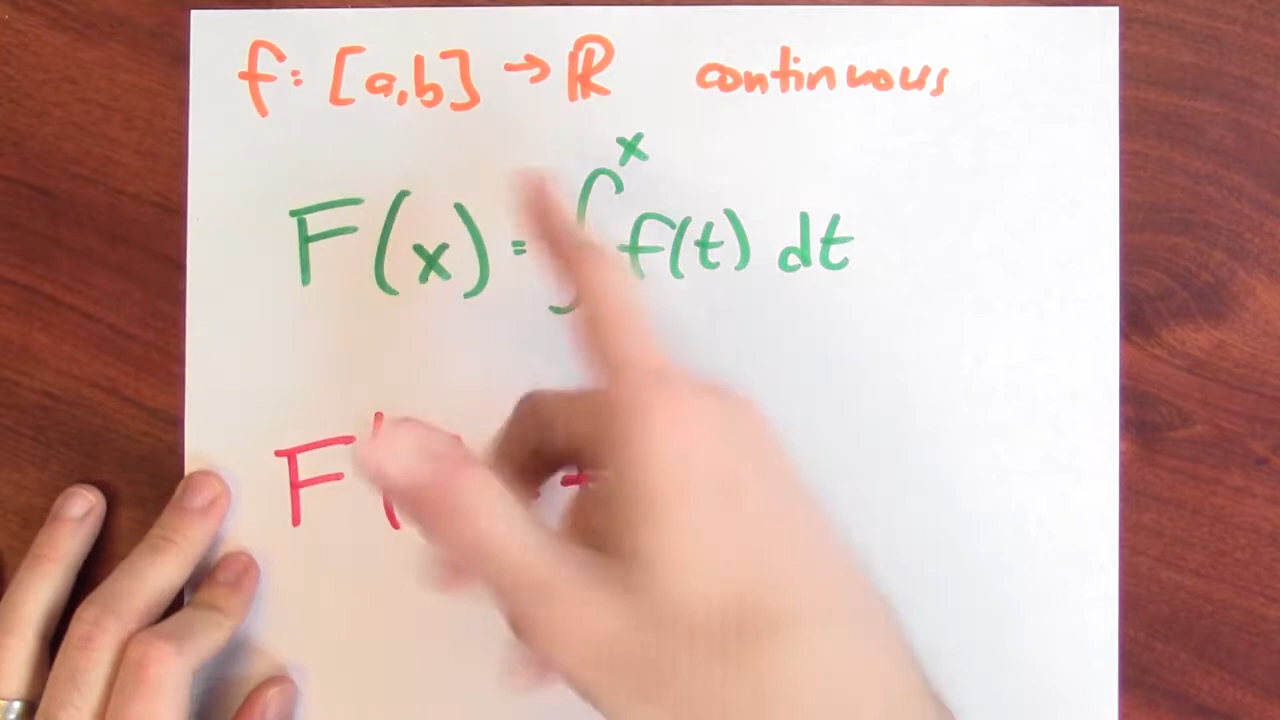 f: [a,b] → ℝ continuous
F(x) = ∫^x f(t) dt
F'(